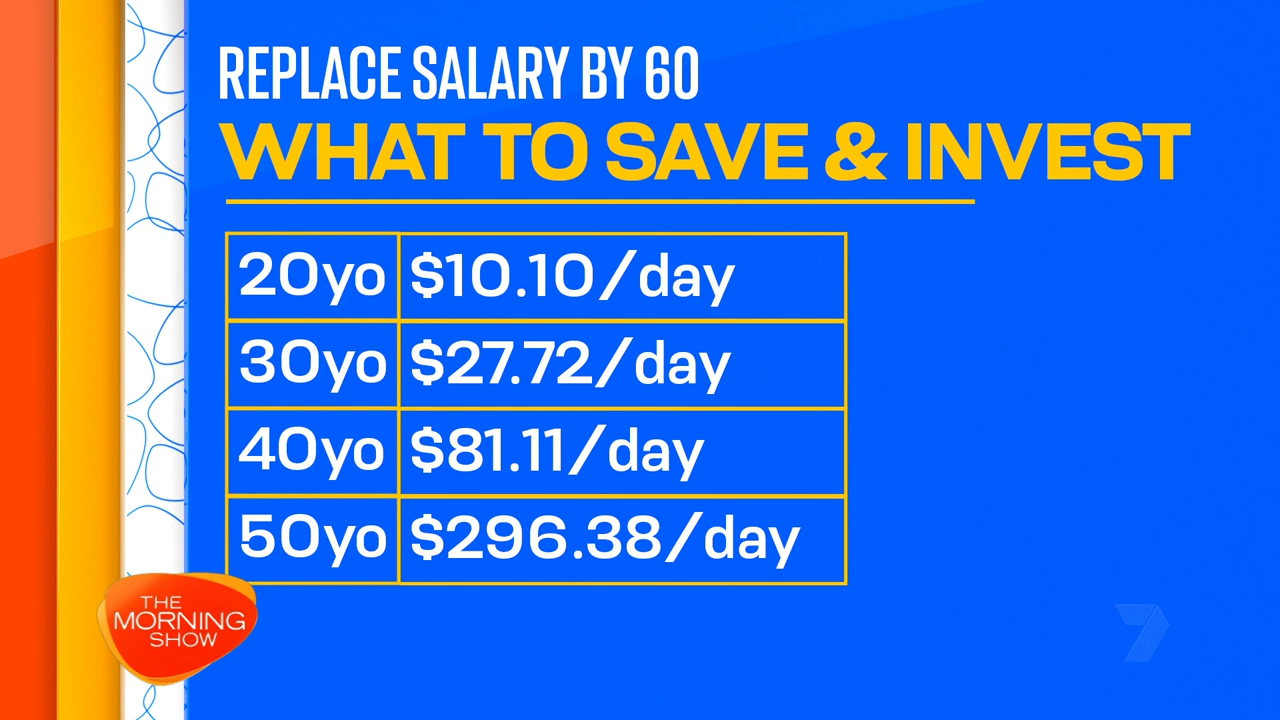 REPLACE SALARY BY 60
WHAT TO SAVE & INVEST
20yo $10.10/day
30yo $27.72/day
40yo $81.11/day
50yo $296.38/day
THE
MORNING
SHOW
7